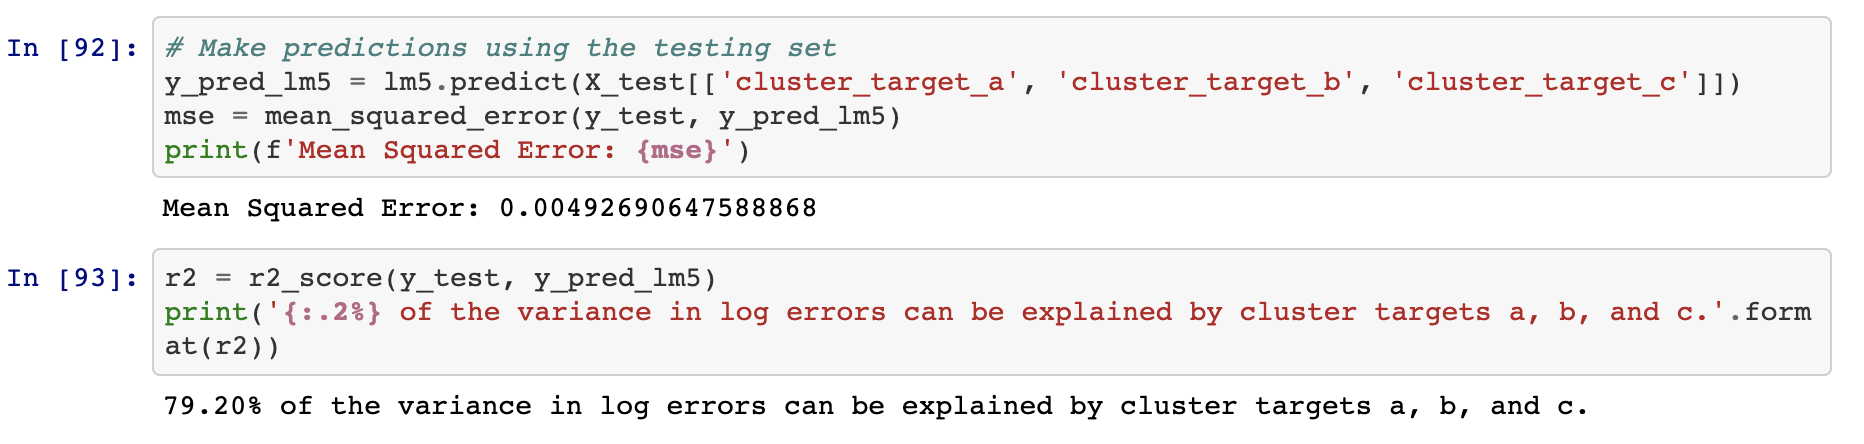 In [92]: # Make predictions using the testing set
y_pred_lm5 = lm5.predict(X_test[['cluster_target_a', 'cluster_target_b', 'cluster_target_c']])
mse = mean_squared_error(y_test, y_pred_lm5)
print(f'Mean Squared Error: {mse}')
Mean Squared Error: 0.00492690647588868
In [93]: r2 = r2_score(y_test, y_pred_lm5)
print('{:.2%} of the variance in log errors can be explained by cluster targets a, b, and c.'.form
at(r2))
79.20% of the variance in log errors can be explained by cluster targets a, b, and c.